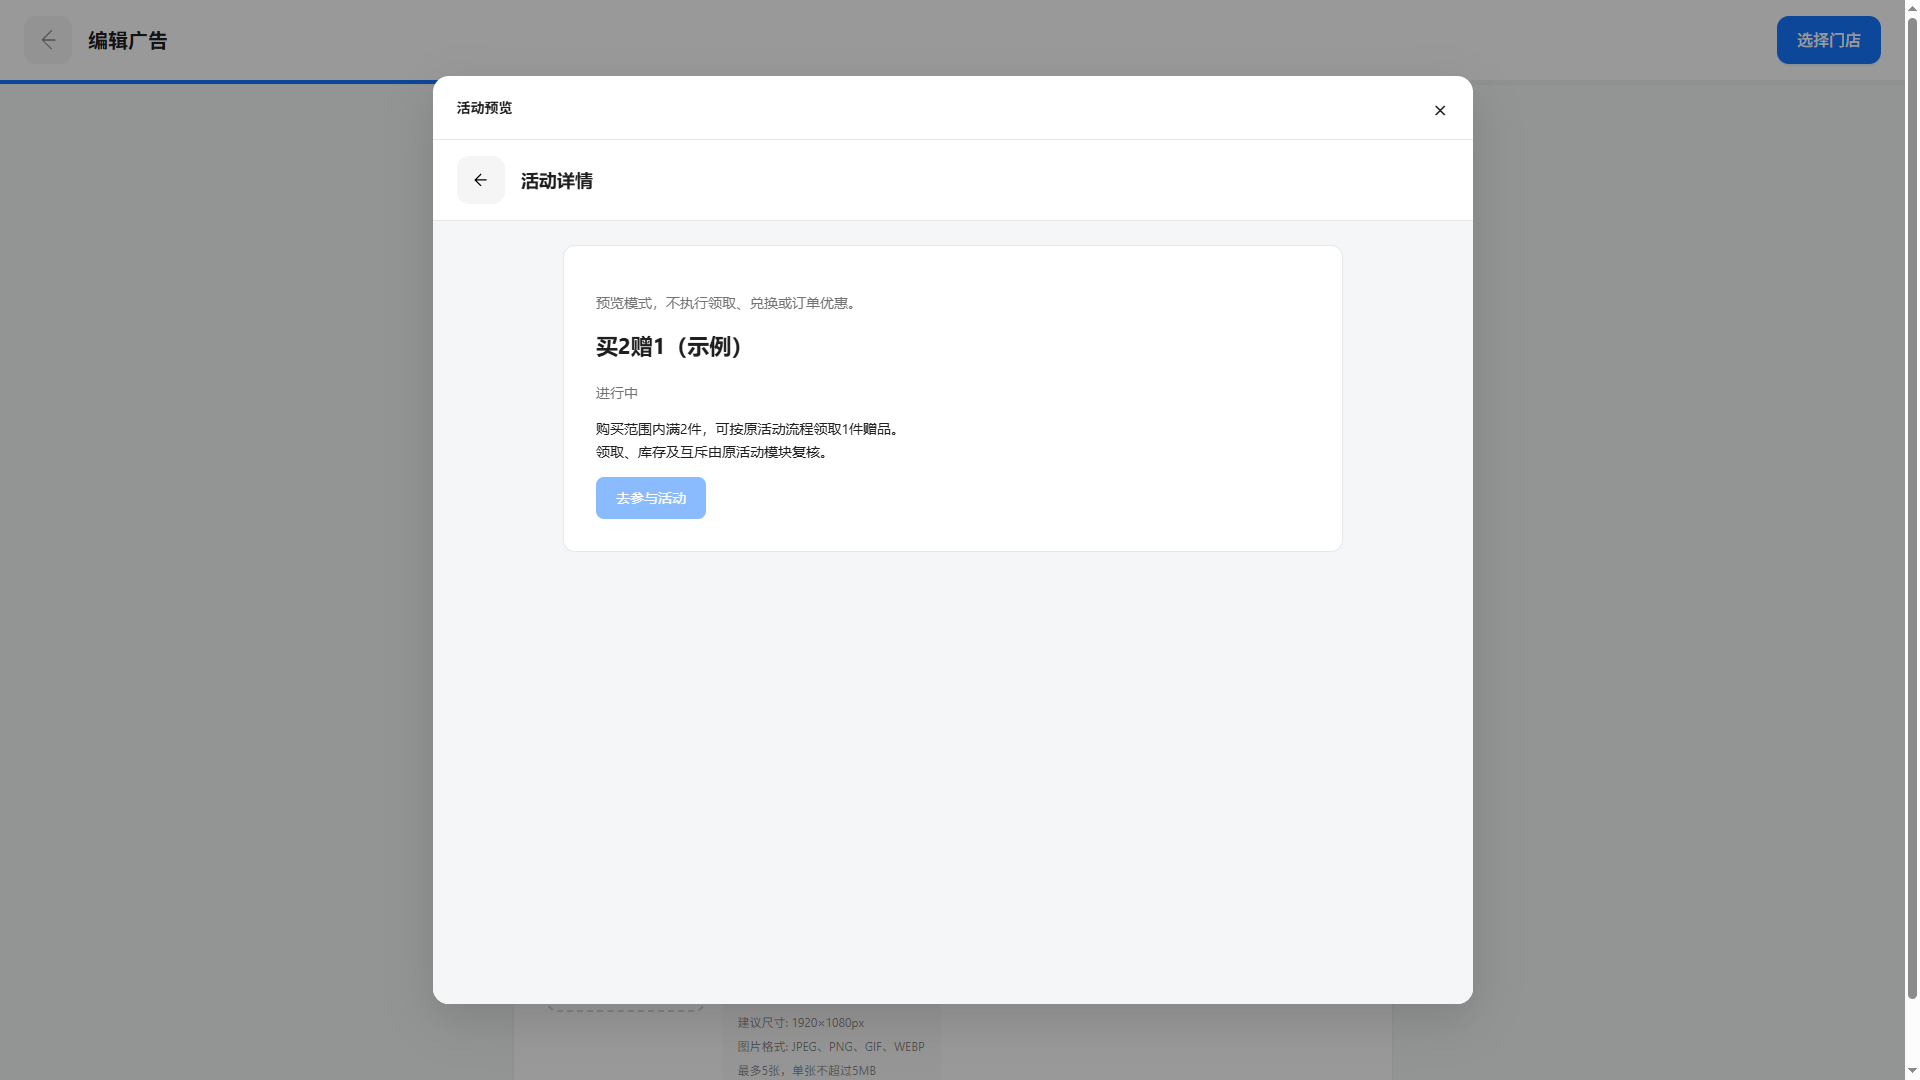 编辑广告
选择门店
活动预览
活动详情
预览模式，不执行领取、兑换或订单优惠。
买2赠1（示例）
进行中
购买范围内满2件，可按原活动流程领取1件赠品。
领取、库存及互斥由原活动模块复核。
去参与活动
建议尺寸: 1920×1080px
图片格式: JPEG、PNG、GIF、WEBP
最多5张，单张不超过5MB